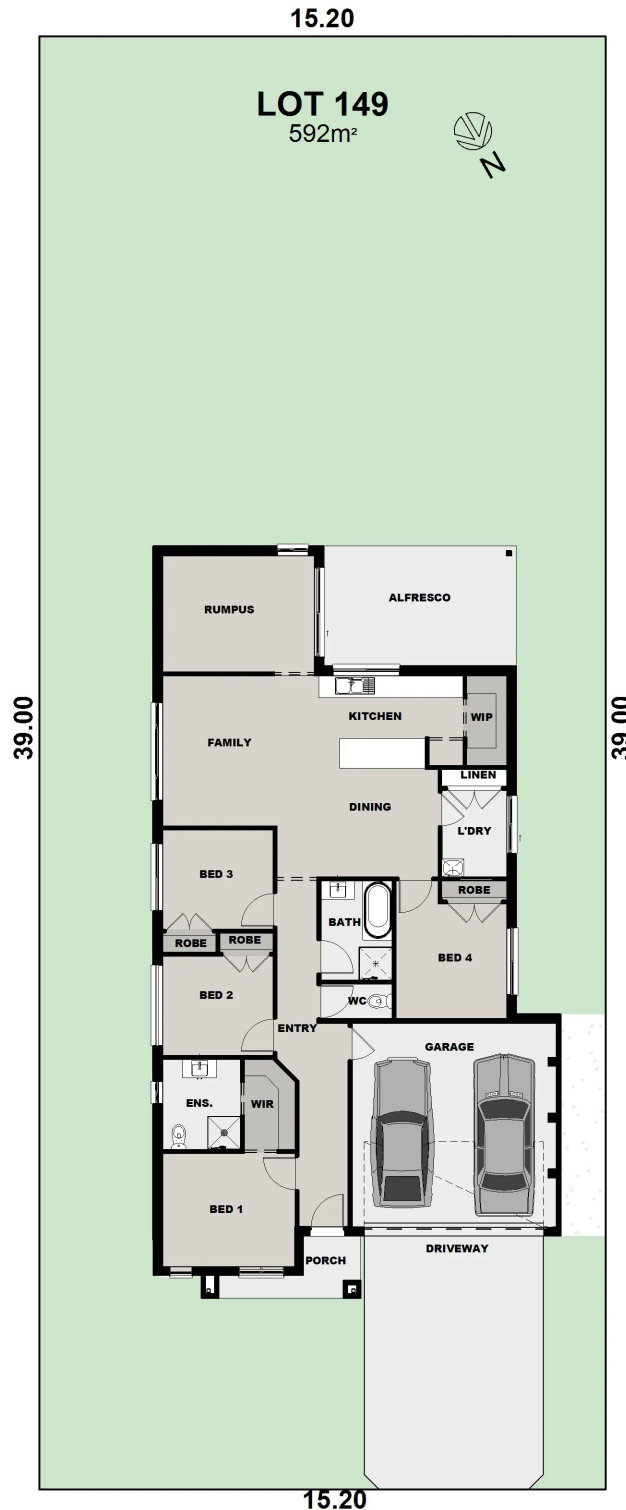 15.20
LOT 149
592m²
N
RUMPUS
ALFRESCO
39.00
39.00
KITCHEN
WIP
FAMILY
LINEN
DINING
L'DRY
BED 3
ROBE
BATH
ROBE
ROBE
BED 4
BED 2
WC
ENTRY
GARAGE
ENS.
WIR
BED 1
DRIVEWAY
PORCH
15.20